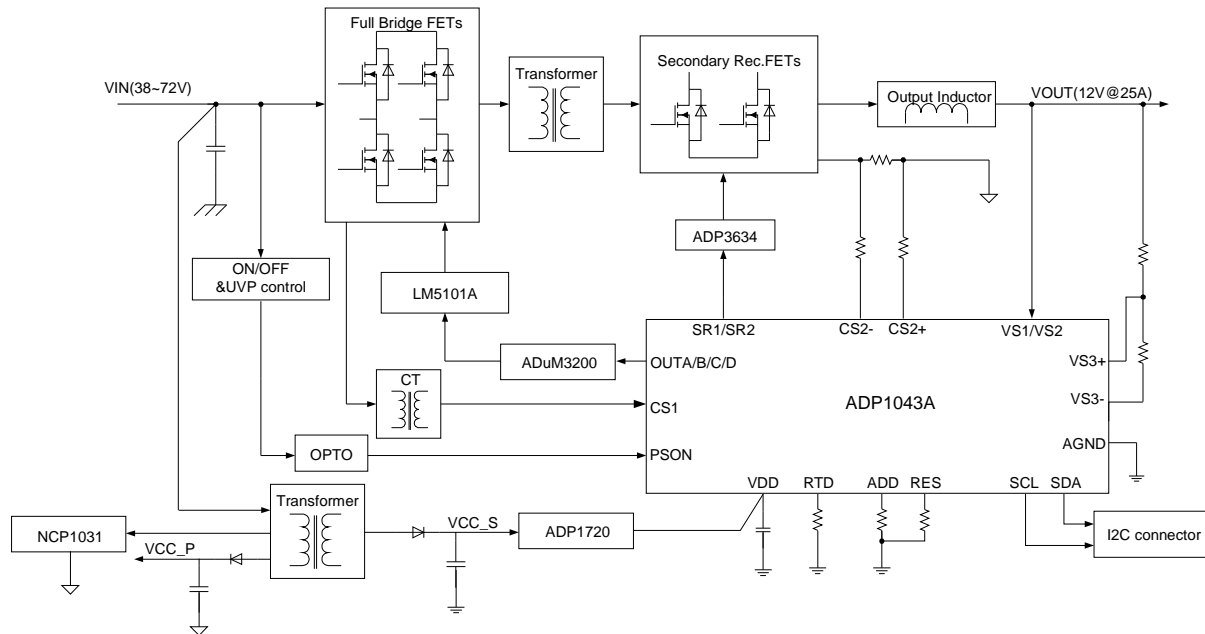 Full Bridge FETs
VIN(38~72V)
Transformer
Secondary Rec.FETs
Output Inductor
VOUT(12V@25A)
ON/OFF
&UVP control
LM5101A
ADP3634
SR1/SR2
CS2-
CS2+
VS1/VS2
ADuM3200
OUTA/B/C/D
VS3+
CT
CS1
ADP1043A
VS3-
OPTO
PSON
AGND
VDD
RTD
ADD
RES
SCL
SDA
Transformer
NCP1031
VCC_P
VCC_S
ADP1720
I2C connector